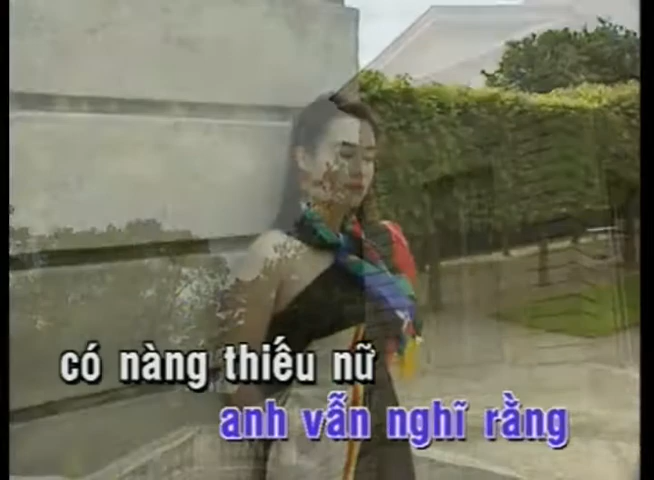 có nàng thiếu nữ
anh vẫn nghĩ rằng